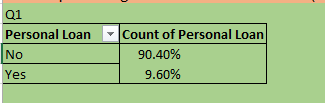 Q1
Personal Loan Count of Personal Loan
No 90.40%
Yes 9.60%